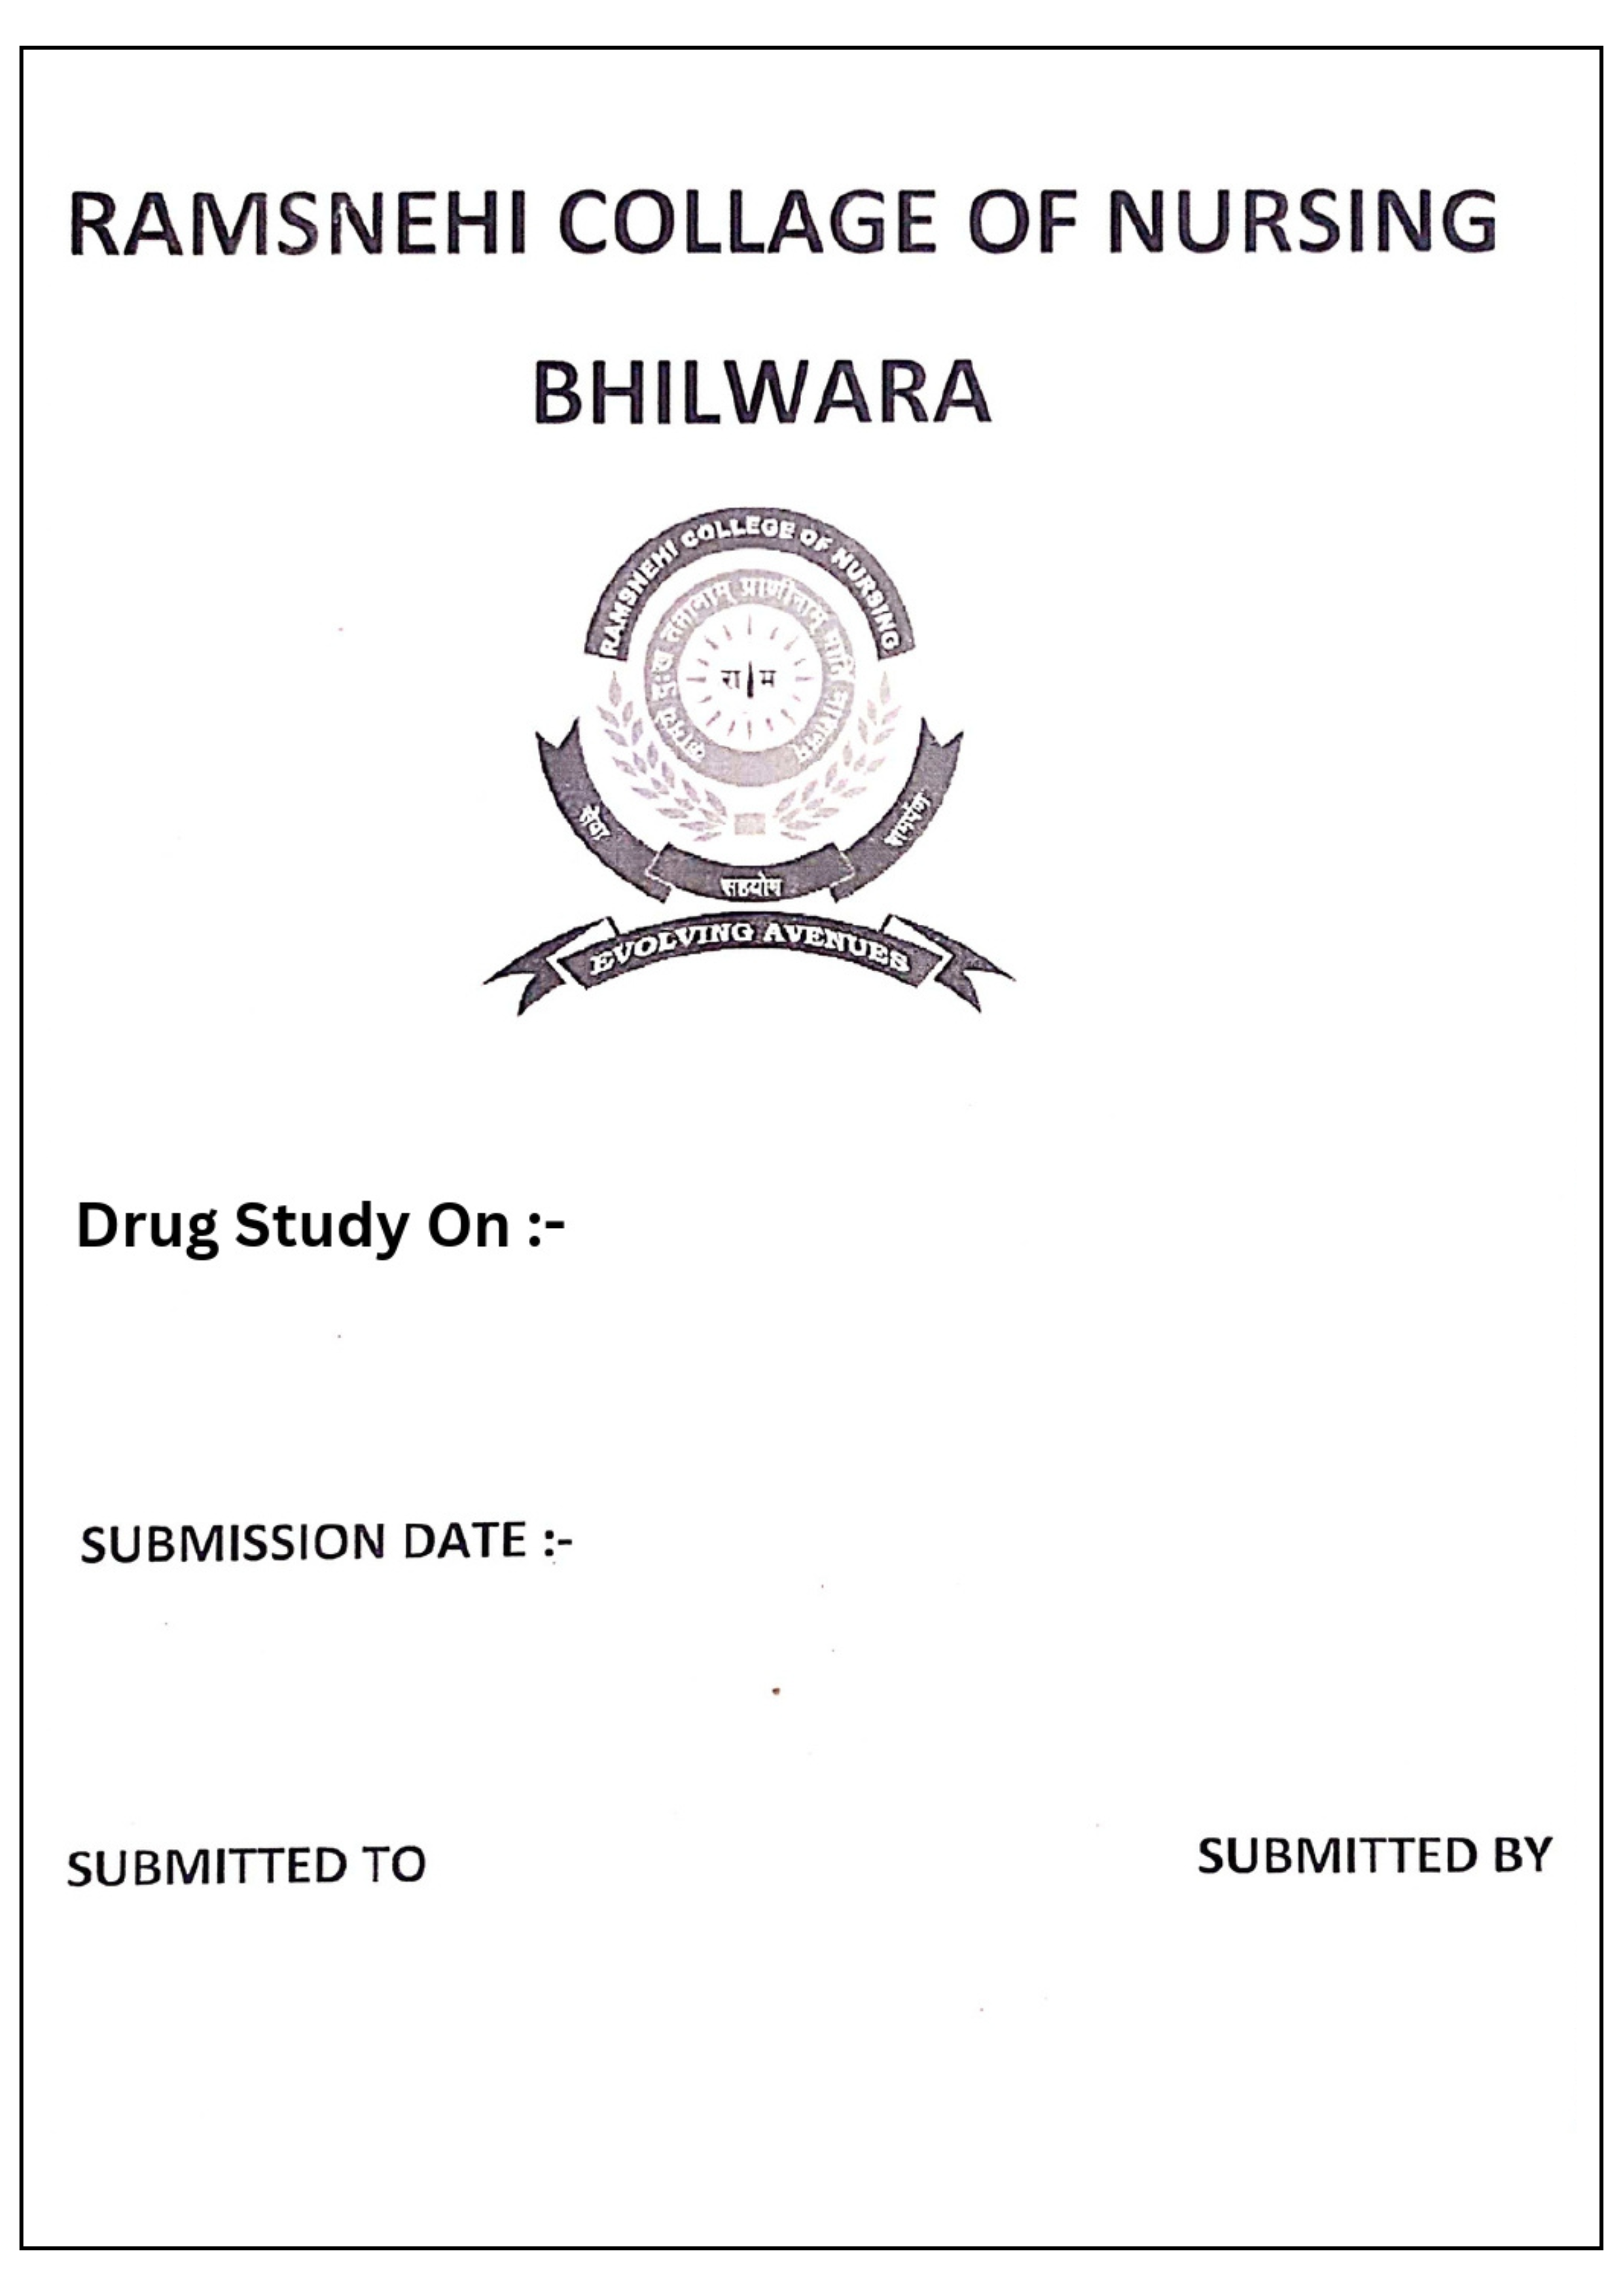 RAMSNEHI COLLAGE OF NURSING
BHILWARA
RAMSNEHI COLLEGE OF NURSING
रा म
सेवा
सहयोग
समर्पण
EVOLVING AVENUES
Drug Study On :-
SUBMISSION DATE :-
SUBMITTED TO
SUBMITTED BY